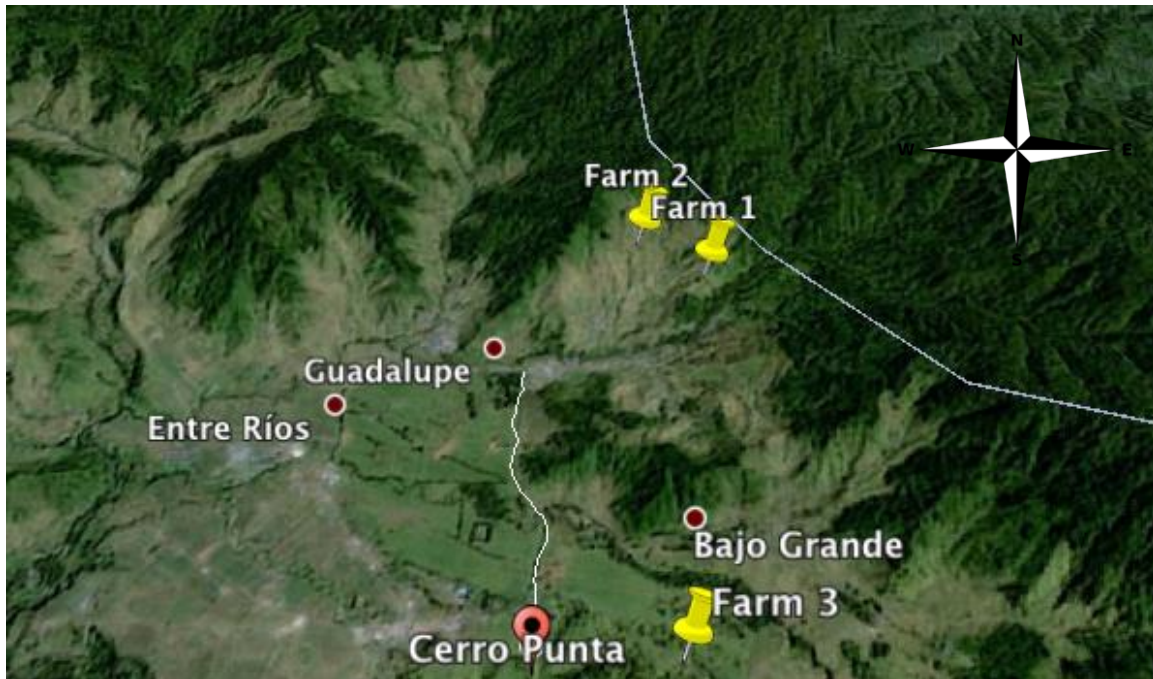 N
W E
S
Farm 2
Farm 1
Guadalupe
Entre Ríos
Bajo Grande
Farm 3
Cerro Punta